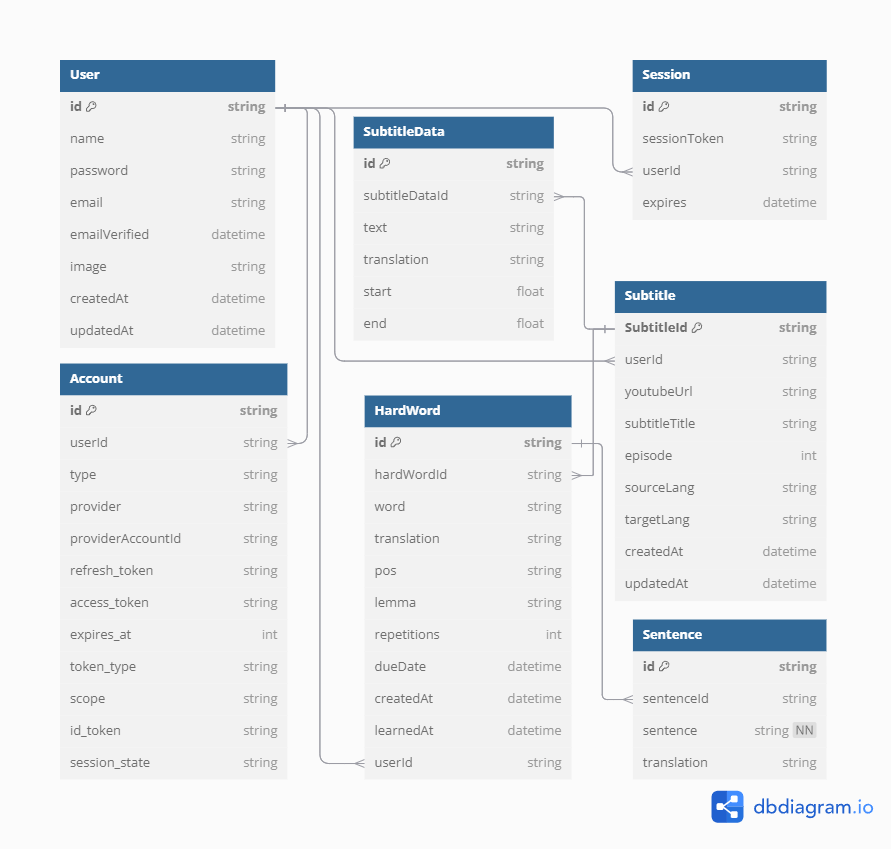 User
id string
name string
password string
email string
emailVerified datetime
image string
createdAt datetime
updatedAt datetime
Account
id string
userId string
type string
provider string
providerAccountId string
refresh_token string
access_token string
expires_at int
token_type string
scope string
id_token string
session_state string
SubtitleData
id string
subtitleDataId string
text string
translation string
start float
end float
HardWord
id string
hardWordId string
word string
translation string
pos string
lemma string
repetitions int
dueDate datetime
createdAt datetime
learnedAt datetime
userId string
Session
id string
sessionToken string
userId string
expires datetime
Subtitle
SubtitleId string
userId string
youtubeUrl string
subtitleTitle string
episode int
sourceLang string
targetLang string
createdAt datetime
updatedAt datetime
Sentence
id string
sentenceId string
sentence string NN
translation string
dbdiagram.io